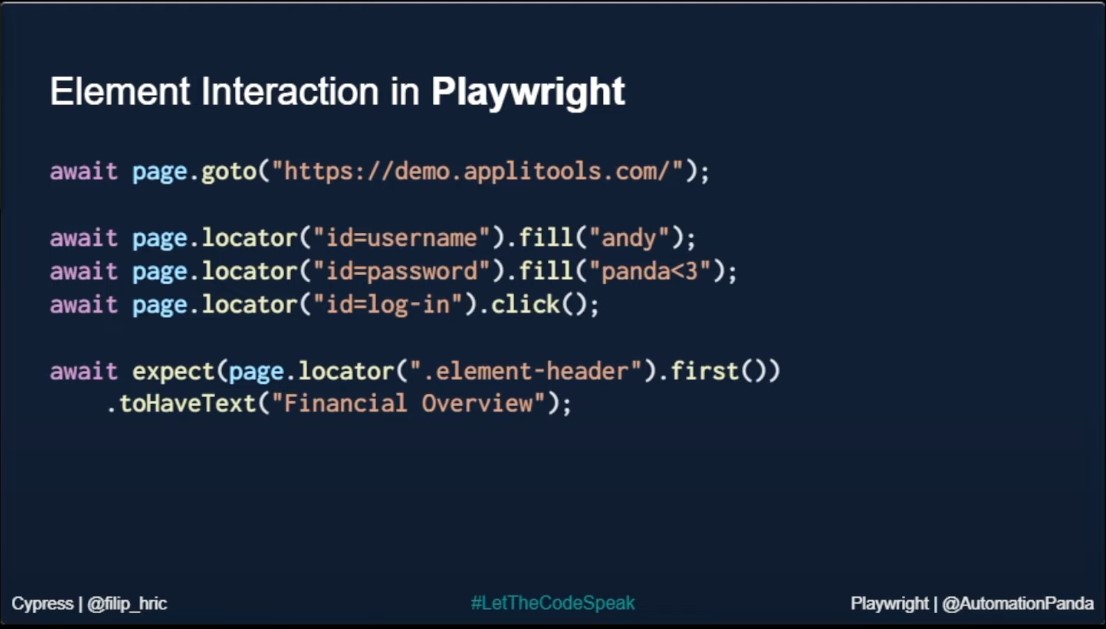 Element Interaction in Playwright
await page.goto("https://demo.applitools.com/");
await page.locator("id=username").fill("andy");
await page.locator("id=password").fill("panda<3");
await page.locator("id=log-in").click();
await expect(page.locator(".element-header").first())
.toHaveText("Financial Overview");
Cypress | @filip_hric
#LetTheCodeSpeak
Playwright | @AutomationPanda